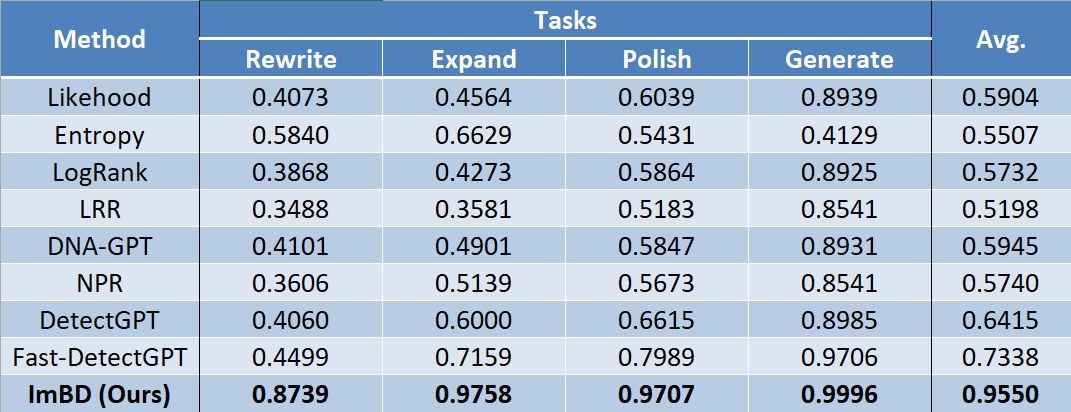 Method Tasks Avg.
Rewrite Expand Polish Generate
Likehood 0.4073 0.4564 0.6039 0.8939 0.5904
Entropy 0.5840 0.6629 0.5431 0.4129 0.5507
LogRank 0.3868 0.4273 0.5864 0.8925 0.5732
LRR 0.3488 0.3581 0.5183 0.8541 0.5198
DNA-GPT 0.4101 0.4901 0.5847 0.8931 0.5945
NPR 0.3606 0.5139 0.5673 0.8541 0.5740
DetectGPT 0.4060 0.6000 0.6615 0.8985 0.6415
Fast-DetectGPT 0.4499 0.7159 0.7989 0.9706 0.7338
ImBD (Ours) 0.8739 0.9758 0.9707 0.9996 0.9550